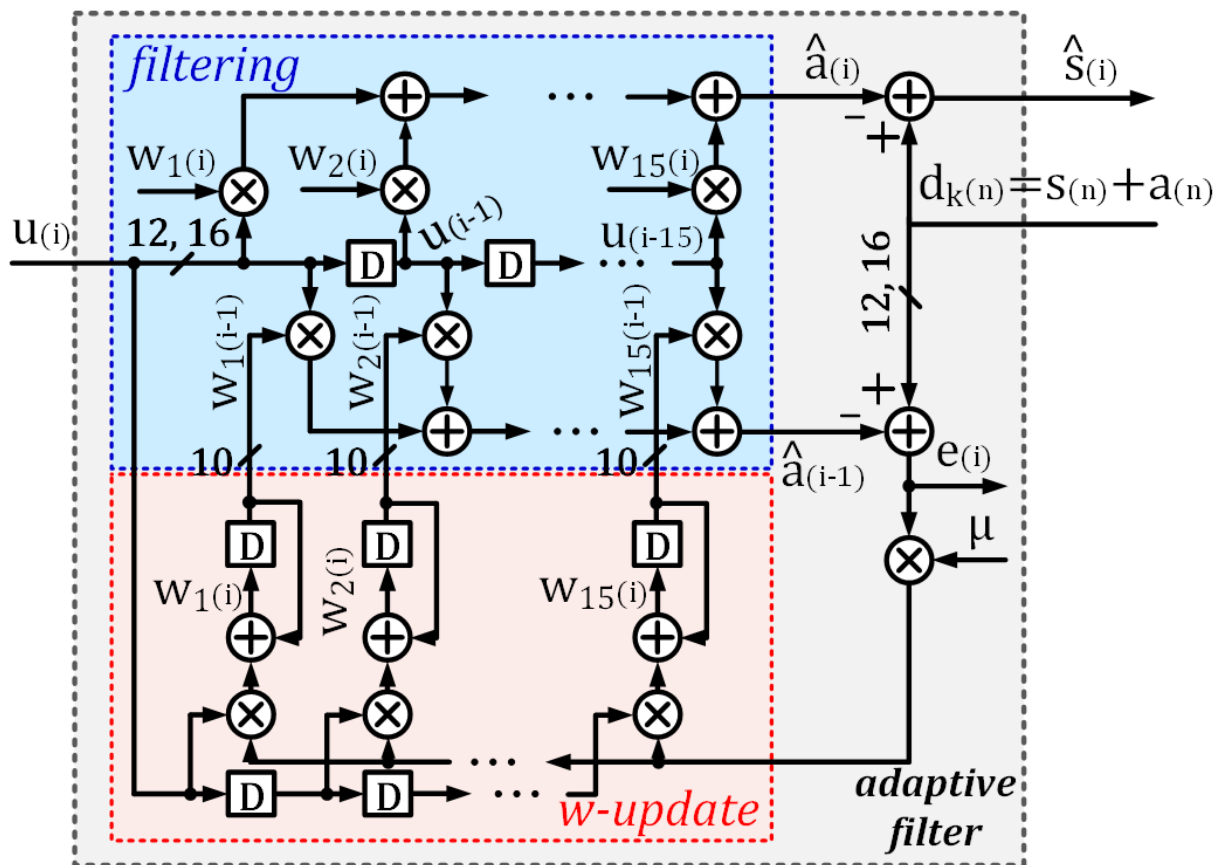 filtering
â(i)
ŝ(i)
w1(i)
w2(i)
w15(i)
-
+
dk(n)=s(n)+a(n)
u(i)
12, 16
u(i-1)
u(i-15)
D
D
...
...
w1(i-1)
w2(i-1)
w15(i-1)
12, 16
+
-
...
10
10
10
â(i-1)
e(i)
μ
D
D
D
w1(i)
w2(i)
w15(i)
...
D
D
...
w-update
adaptive
filter